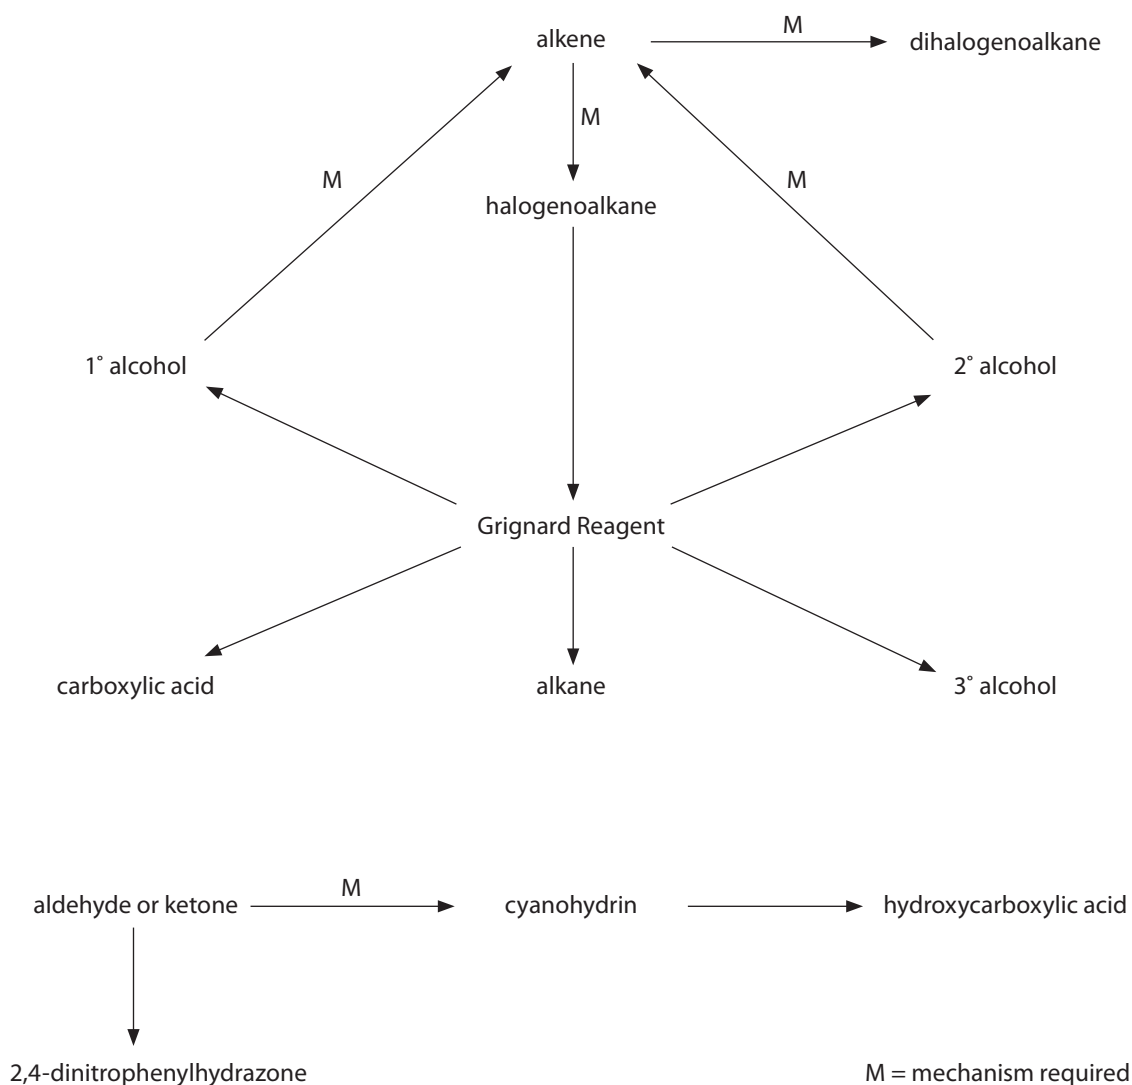 alkene M dihalogenoalkane
M
M M
halogenoalkane
1° alcohol 2° alcohol
Grignard Reagent
carboxylic acid alkane 3° alcohol
aldehyde or ketone M cyanohydrin hydroxycarboxylic acid
2,4-dinitrophenylhydrazone M = mechanism required